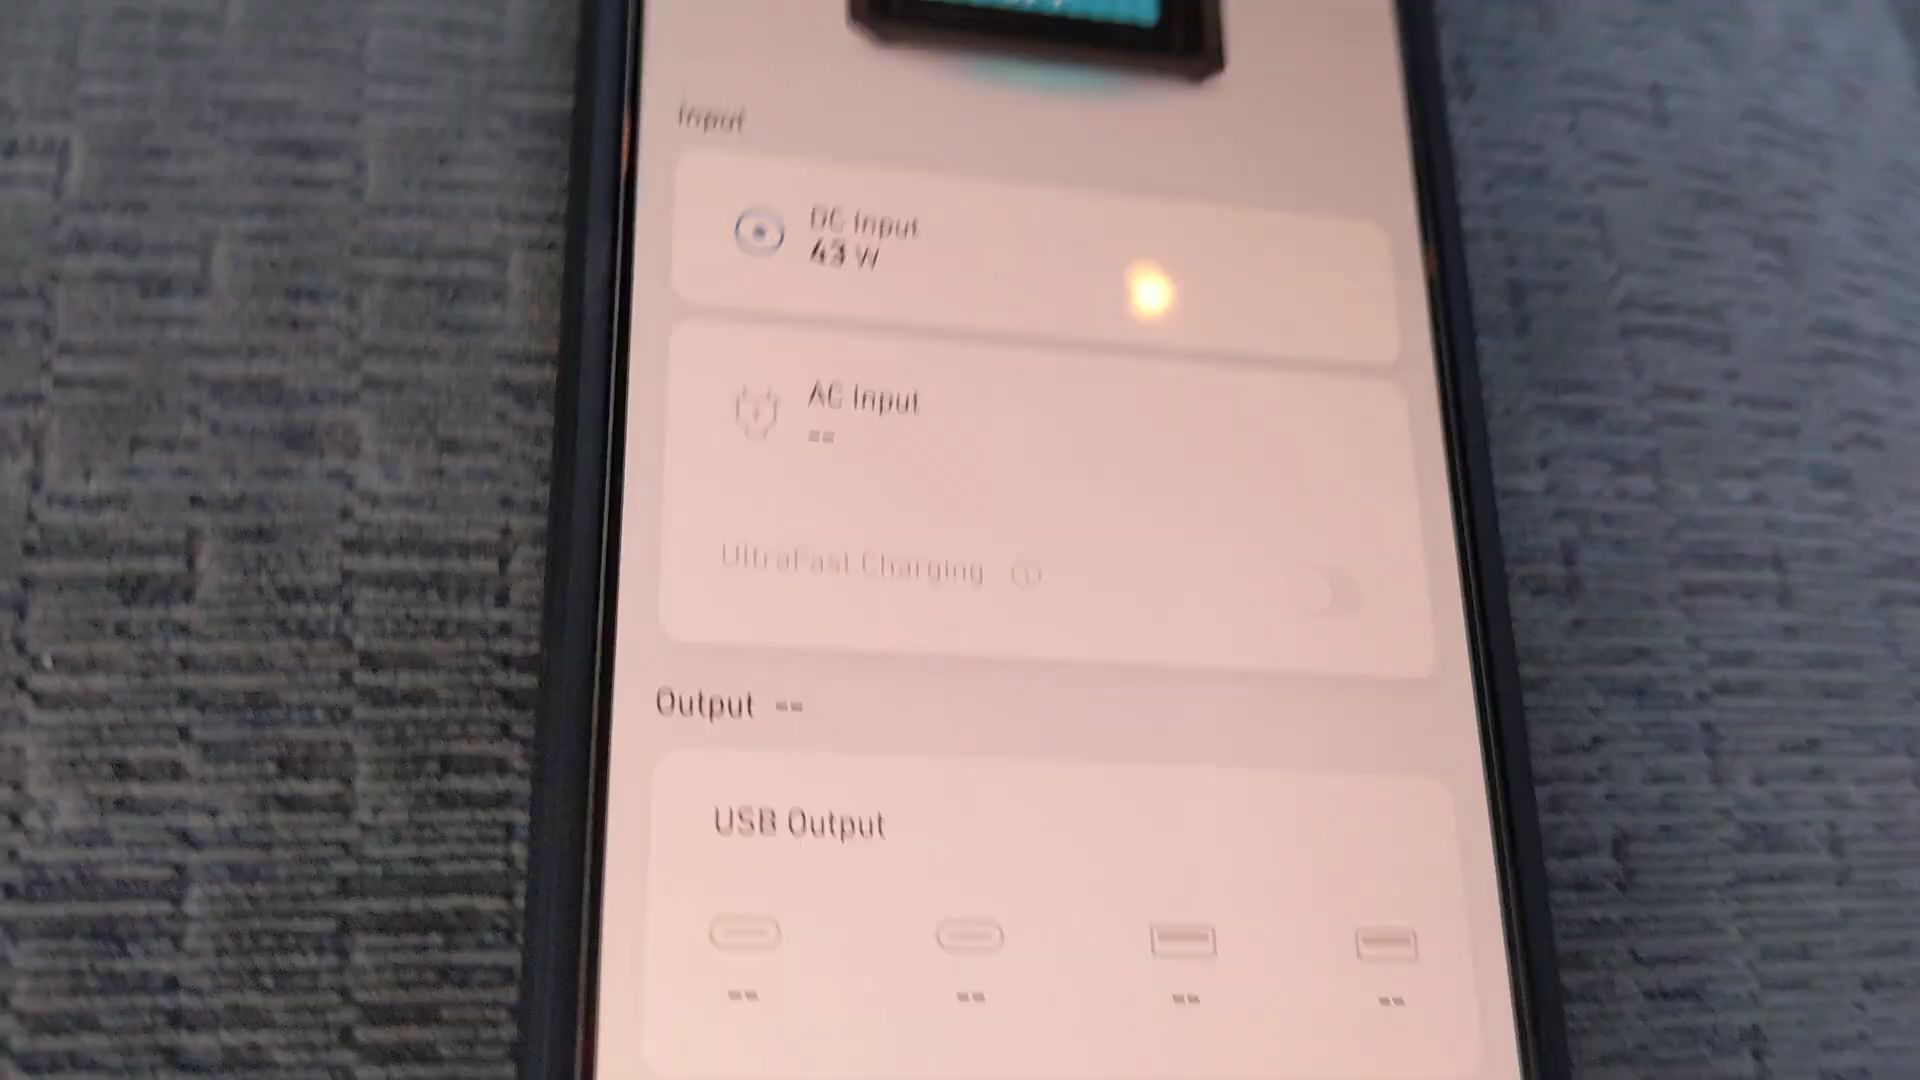 Input
DC Input
43 W
AC Input
--
UltraFast Charging
Output --
USB Output
-- -- -- --